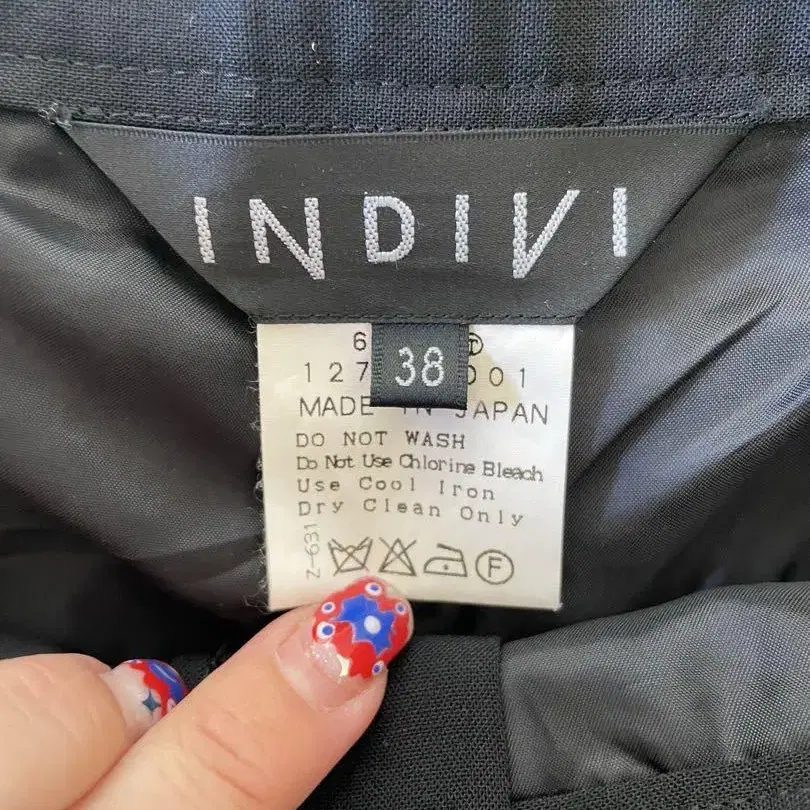 INDIVI
38
MADE IN JAPAN
DO NOT WASH
Do Not Use Chlorine Bleach
Use Cool Iron
Dry Clean Only
Z-631
F